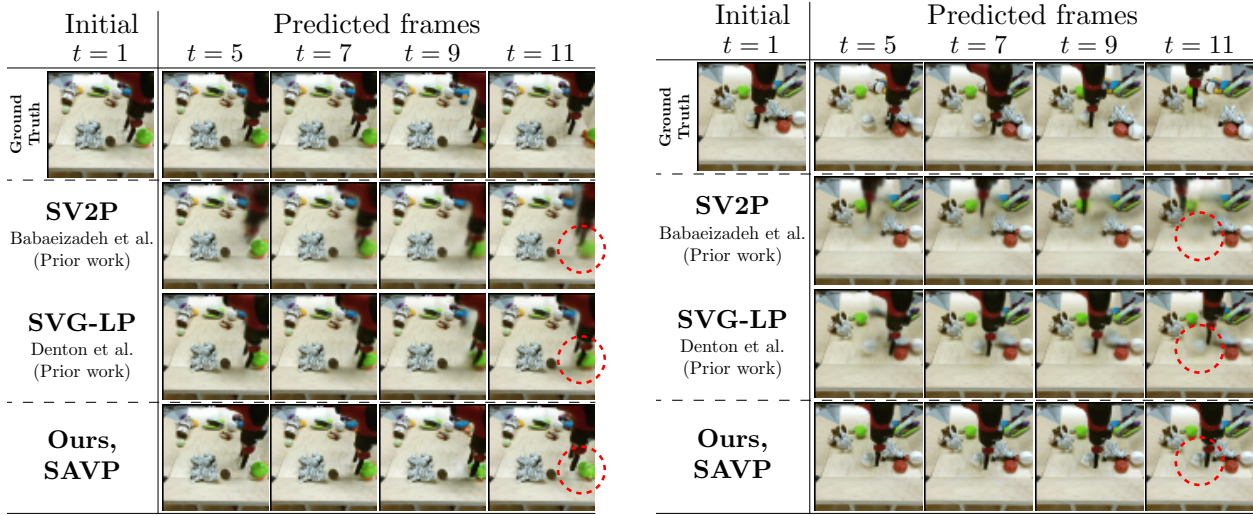 Initial Predicted frames
t = 1 t = 5 t = 7 t = 9 t = 11
Ground
Truth
SV2P
Babaeizadeh et al.
(Prior work)
SVG-LP
Denton et al.
(Prior work)
Ours,
SAVP
Initial Predicted frames
t = 1 t = 5 t = 7 t = 9 t = 11
Ground
Truth
SV2P
Babaeizadeh et al.
(Prior work)
SVG-LP
Denton et al.
(Prior work)
Ours,
SAVP